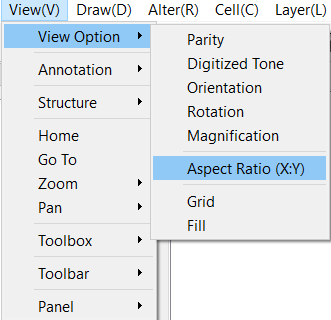 View(V) Draw(D) Alter(R) Cell(C) Layer(L)
View Option
Annotation
Structure
Home
Go To
Zoom
Pan
Toolbox
Toolbar
Panel
Parity
Digitized Tone
Orientation
Rotation
Magnification
Aspect Ratio (X:Y)
Grid
Fill